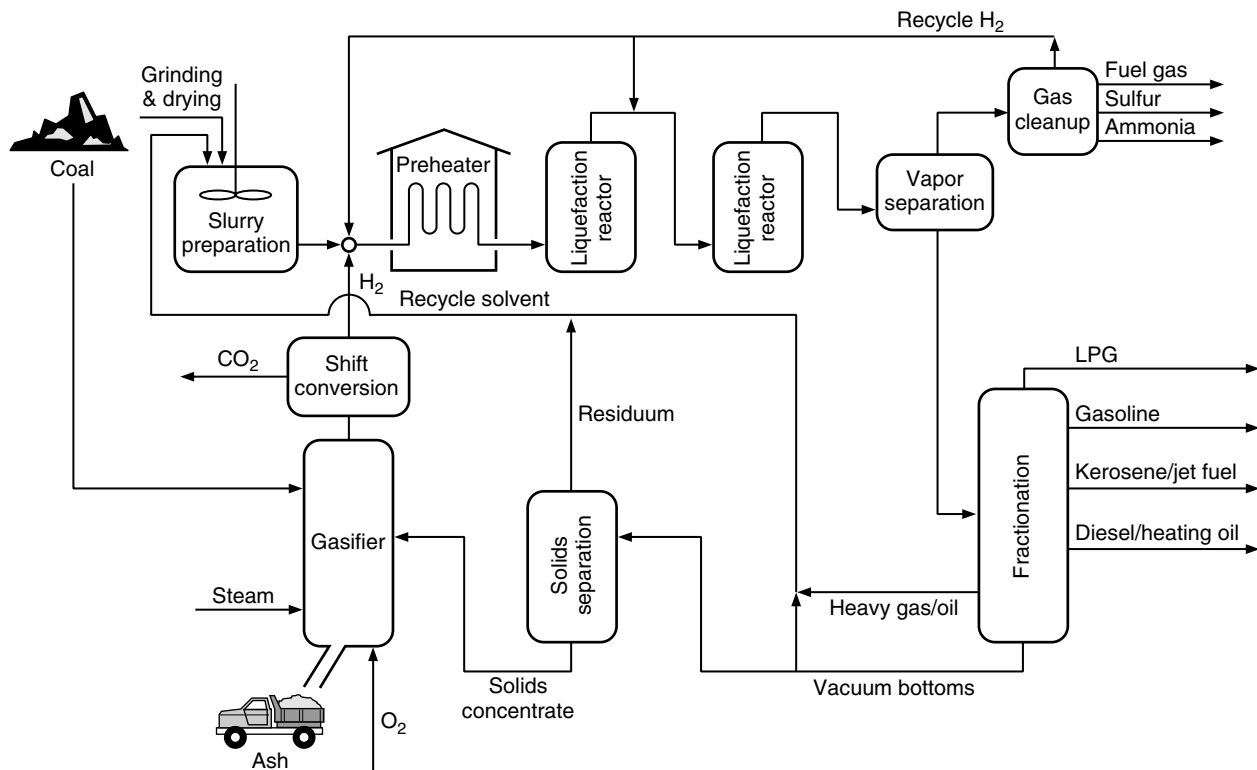 Recycle H₂
Grinding
& drying
Fuel gas
Sulfur
Ammonia
Gas
cleanup
Coal
Preheater
Slurry
preparation
Liquefaction
reactor
Liquefaction
reactor
Vapor
separation
H₂
Recycle solvent
CO₂
Shift
conversion
LPG
Gasoline
Kerosene/jet fuel
Diesel/heating oil
Fractionation
Residuum
Gasifier
Solids
separation
Steam
Heavy gas/oil
Solids
concentrate
Vacuum bottoms
O₂
Ash